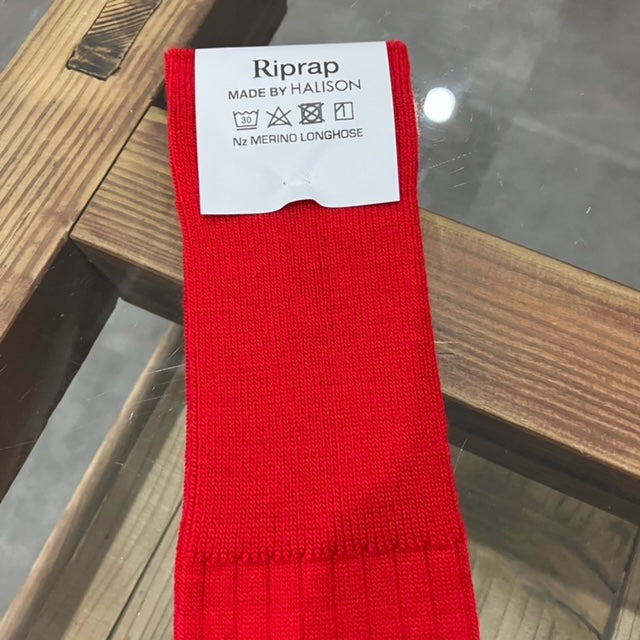 Riprap
MADE BY HALISON
30
Nz MERINO LONGHOSE